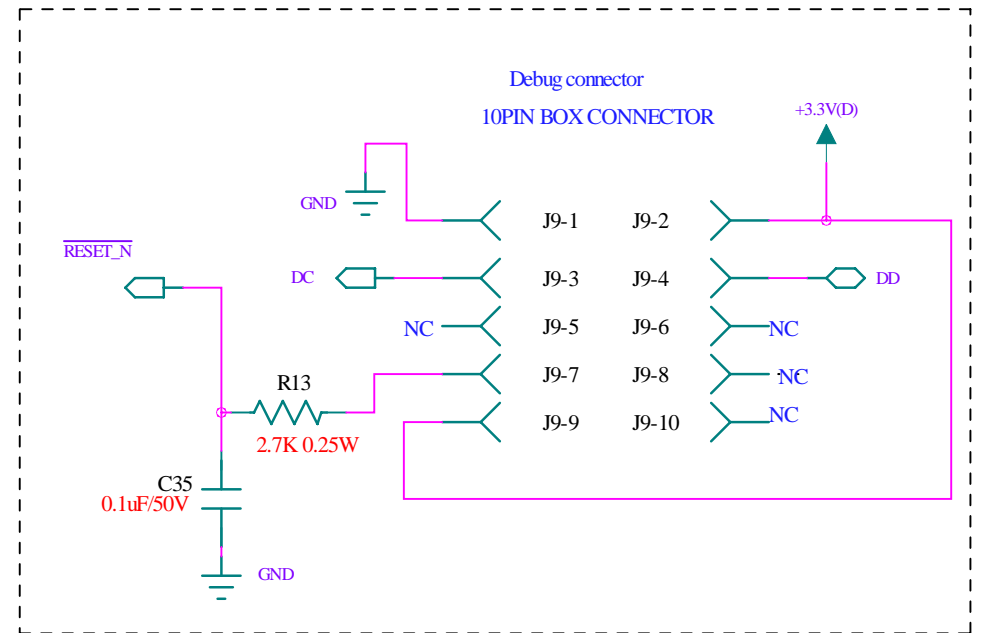 Debug connector
10PIN BOX CONNECTOR
+3.3V(D)
GND
J9-1
J9-2
RESET_N
DC
J9-3
J9-4
DD
NC
J9-5
J9-6
NC
R13
J9-7
J9-8
NC
J9-9
J9-10
NC
2.7K 0.25W
C35
0.1uF/50V
GND